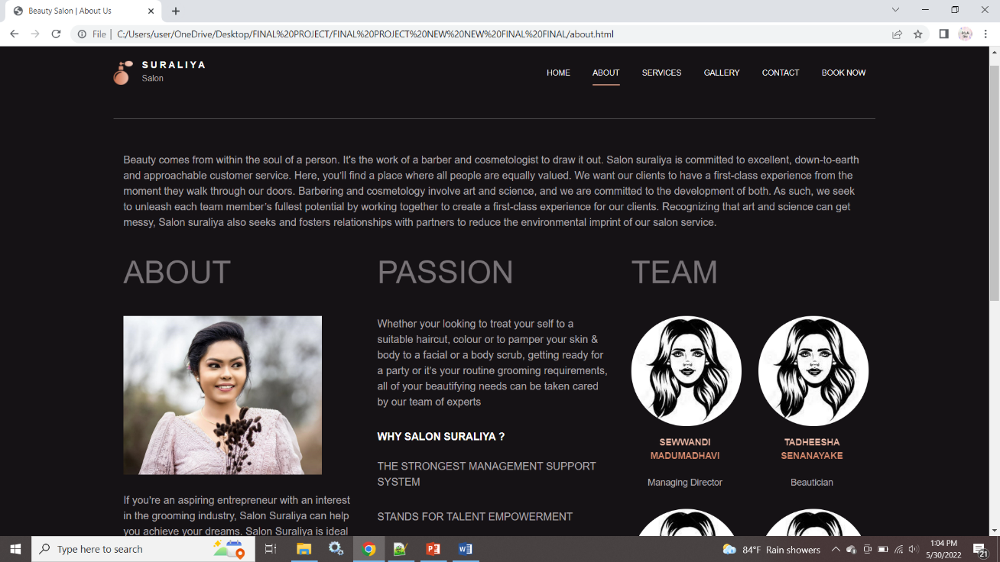 Beauty Salon | About Us
File | C:/Users/user/OneDrive/Desktop/FINAL%20PROJECT/FINAL%20PROJECT%20NEW%20NEW%20FINAL%20FINAL/about.html
SURALIYA
Salon
HOME ABOUT SERVICES GALLERY CONTACT BOOK NOW
Beauty comes from within the soul of a person. It's the work of a barber and cosmetologist to draw it out. Salon suraliya is committed to excellent, down-to-earth
and approachable customer service. Here, you'll find a place where all people are equally valued. We want our clients to have a first-class experience from the
moment they walk through our doors. Barbering and cosmetology involve art and science, and we are committed to the development of both. As such, we seek
to unleash each team member's fullest potential by working together to create a first-class experience for our clients. Recognizing that art and science can get
messy, Salon suraliya also seeks and fosters relationships with partners to reduce the environmental imprint of our salon service.
ABOUT
If you're an aspiring entrepreneur with an interest
in the grooming industry, Salon Suraliya can help
you achieve your dreams. Salon Suraliya is ideal
PASSION
Whether your looking to treat your self to a
suitable haircut, colour or to pamper your skin &
body to a facial or a body scrub, getting ready for
a party or it's your routine grooming requirements,
all of your beautifying needs can be taken cared
by our team of experts
WHY SALON SURALIYA ?
THE STRONGEST MANAGEMENT SUPPORT
SYSTEM
STANDS FOR TALENT EMPOWERMENT
TEAM
SEWWANDI
MADUMADHAVI
Managing Director
TADHEESHA
SENANAYAKE
Beautician
Type here to search
84°F Rain showers
1:04 PM
5/30/2022
21